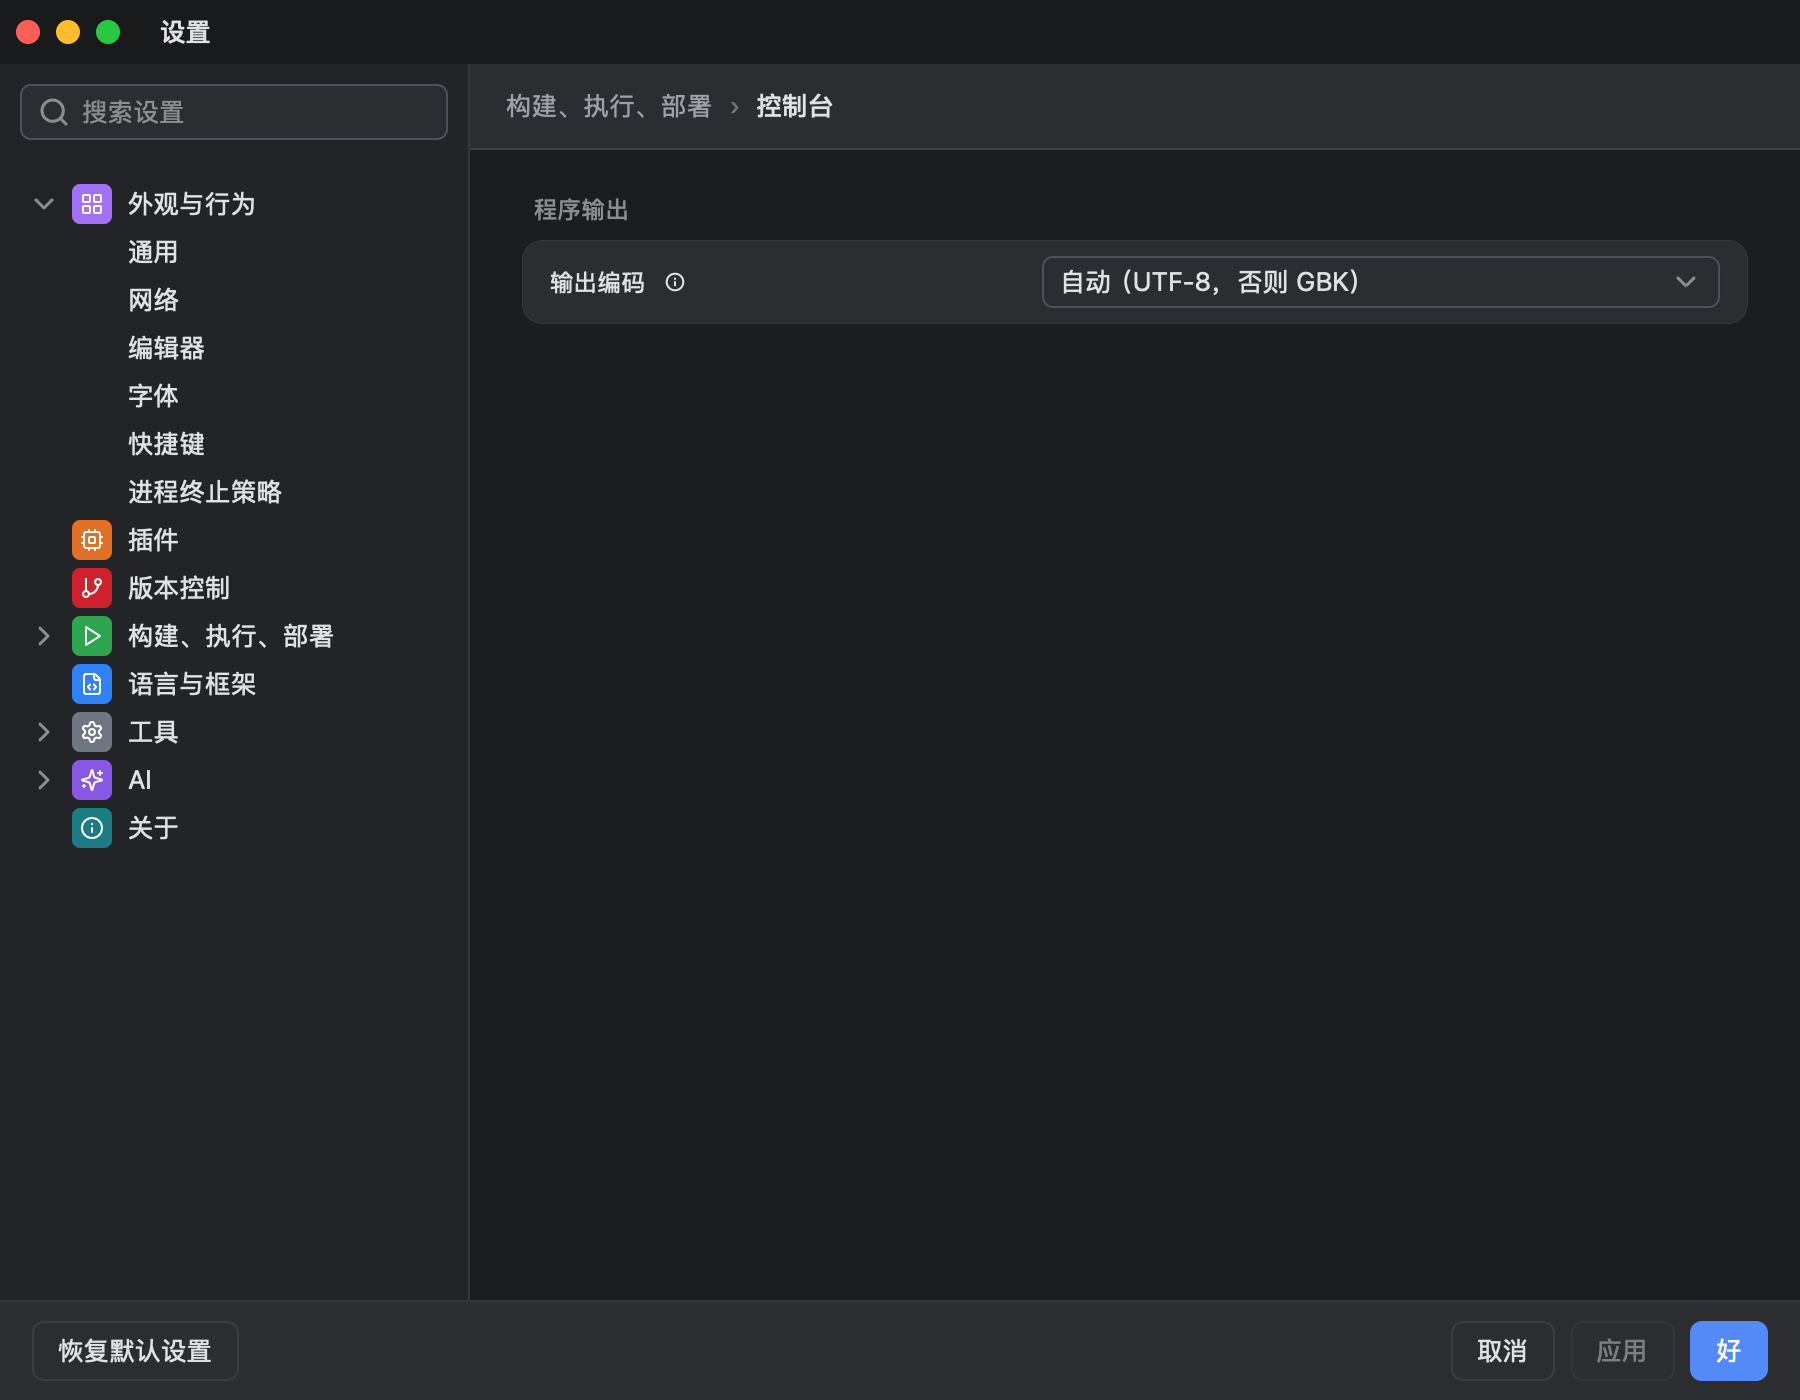 设置
搜索设置
外观与行为
通用
网络
编辑器
字体
快捷键
进程终止策略
插件
版本控制
构建、执行、部署
语言与框架
工具
AI
关于
构建、执行、部署 › 控制台
程序输出
输出编码
自动（UTF-8，否则 GBK）
恢复默认设置
取消
应用
好